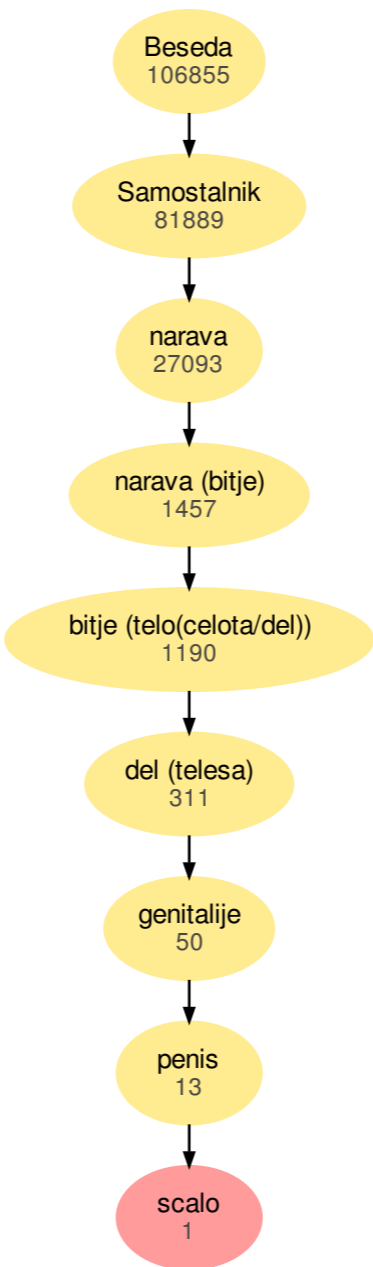 Beseda
106855
Samostalnik
81889
narava
27093
narava (bitje)
1457
bitje (telo(celota/del))
1190
del (telesa)
311
genitalije
50
penis
13
scalo
1